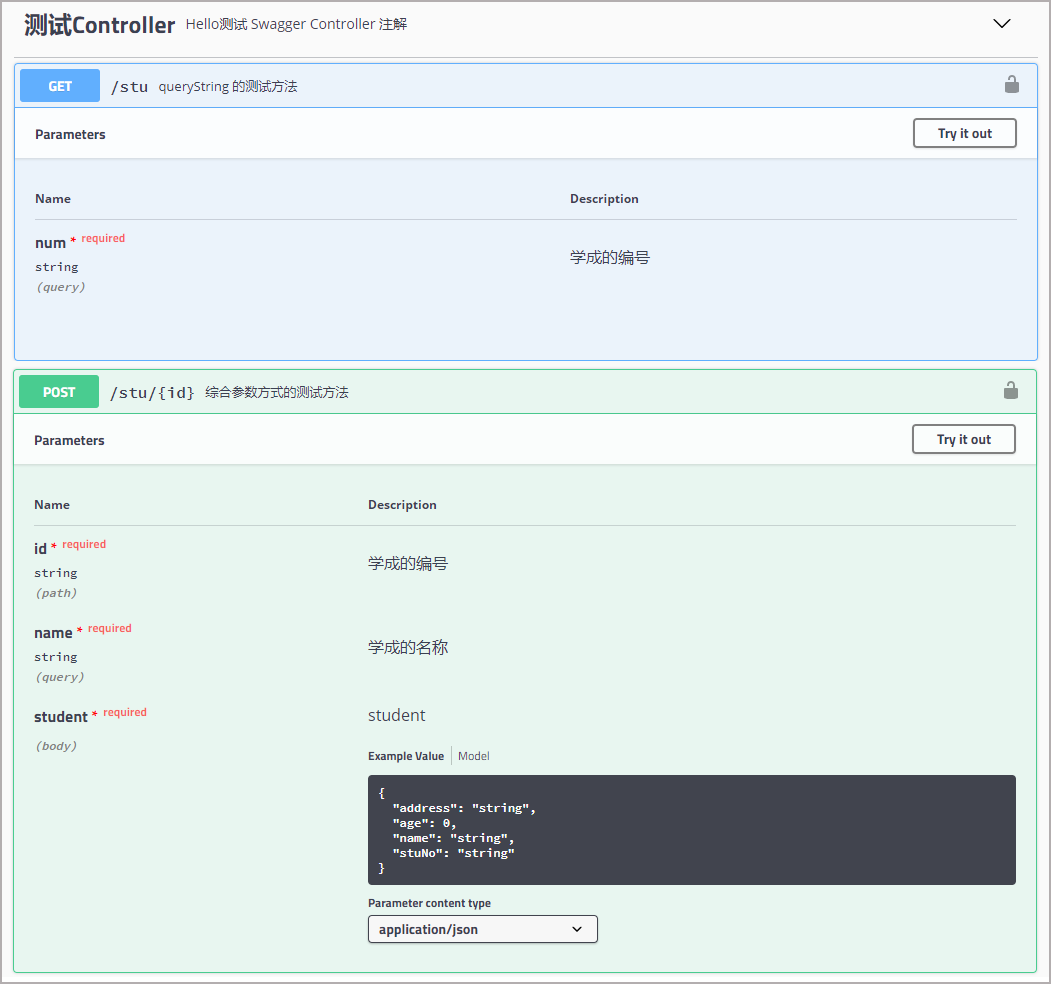 测试Controller Hello测试 Swagger Controller 注解
GET /stu queryString 的测试方法
Parameters Try it out
Name Description
num * required
学成的编号
string
(query)
POST /stu/{id} 综合参数方式的测试方法
Parameters Try it out
Name Description
id * required
学成的编号
string
(path)
name * required
学成的名称
string
(query)
student * required student
(body)
Example Value Model
{
"address": "string",
"age": 0,
"name": "string",
"stuNo": "string"
}
Parameter content type
application/json